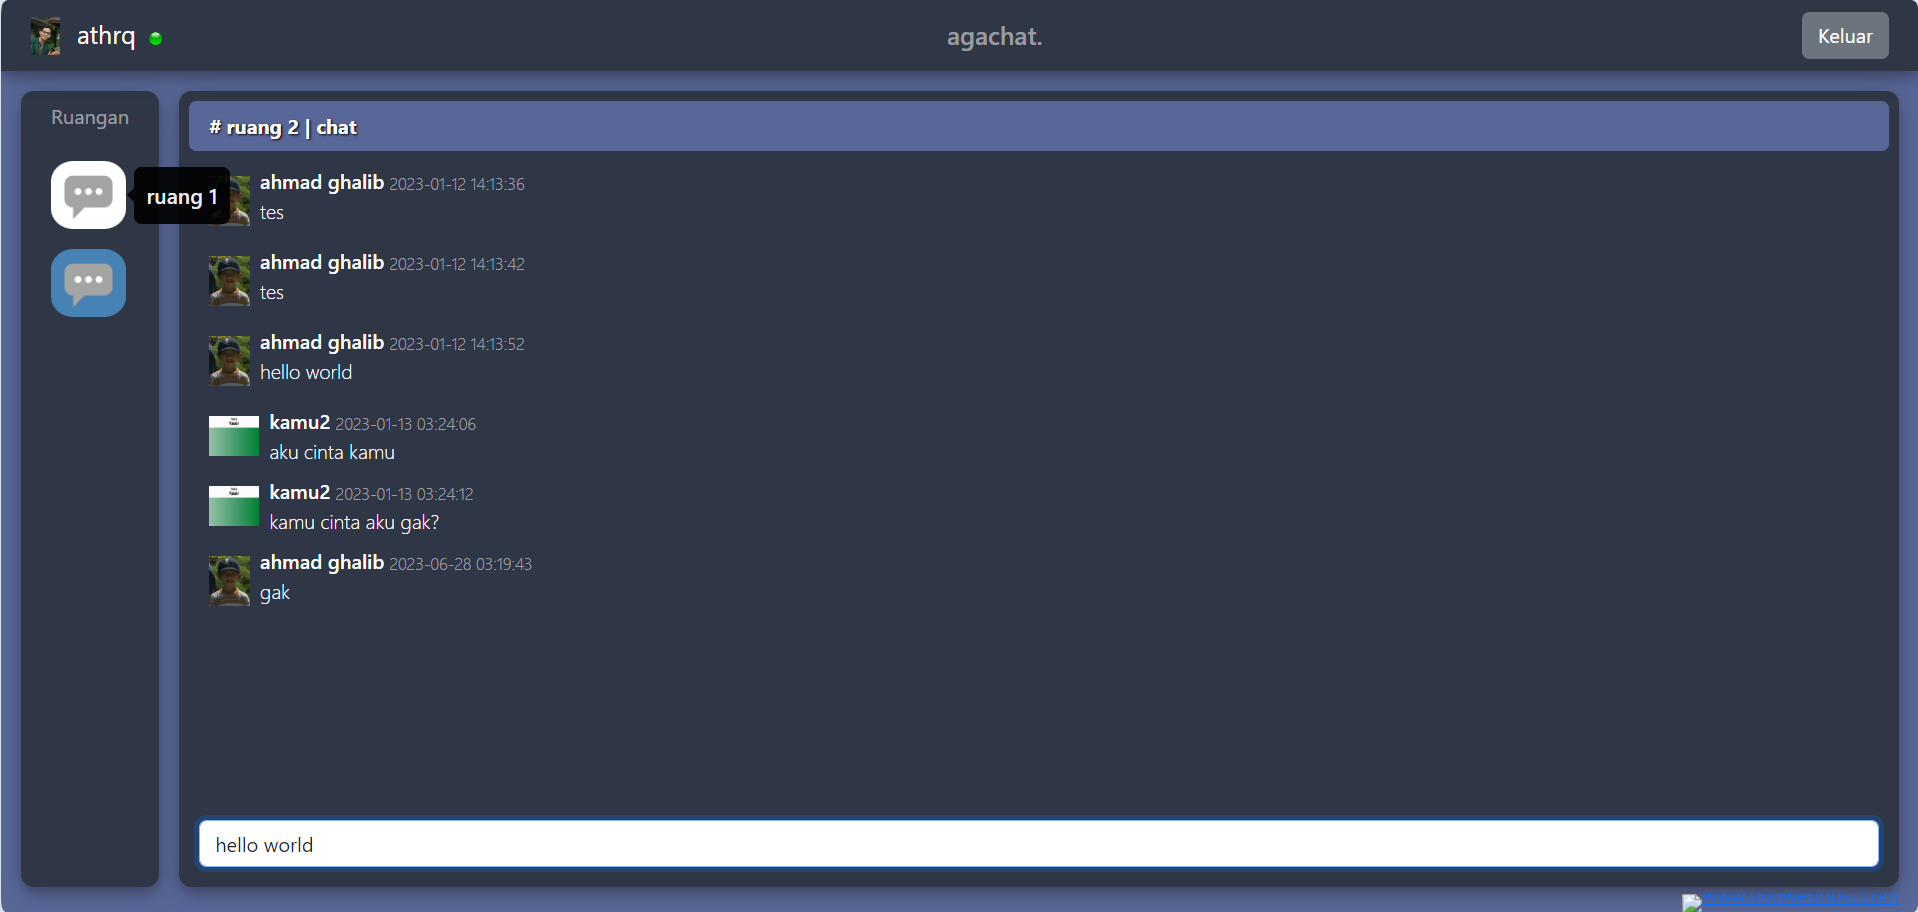 athrq
agachat.
Keluar
Ruangan
ruang 1
# ruang 2 | chat
ahmad ghalib 2023-01-12 14:13:36
tes
ahmad ghalib 2023-01-12 14:13:42
tes
ahmad ghalib 2023-01-12 14:13:52
hello world
kamu2 2023-01-13 03:24:06
aku cinta kamu
kamu2 2023-01-13 03:24:12
kamu cinta aku gak?
ahmad ghalib 2023-06-28 03:19:43
gak
hello world